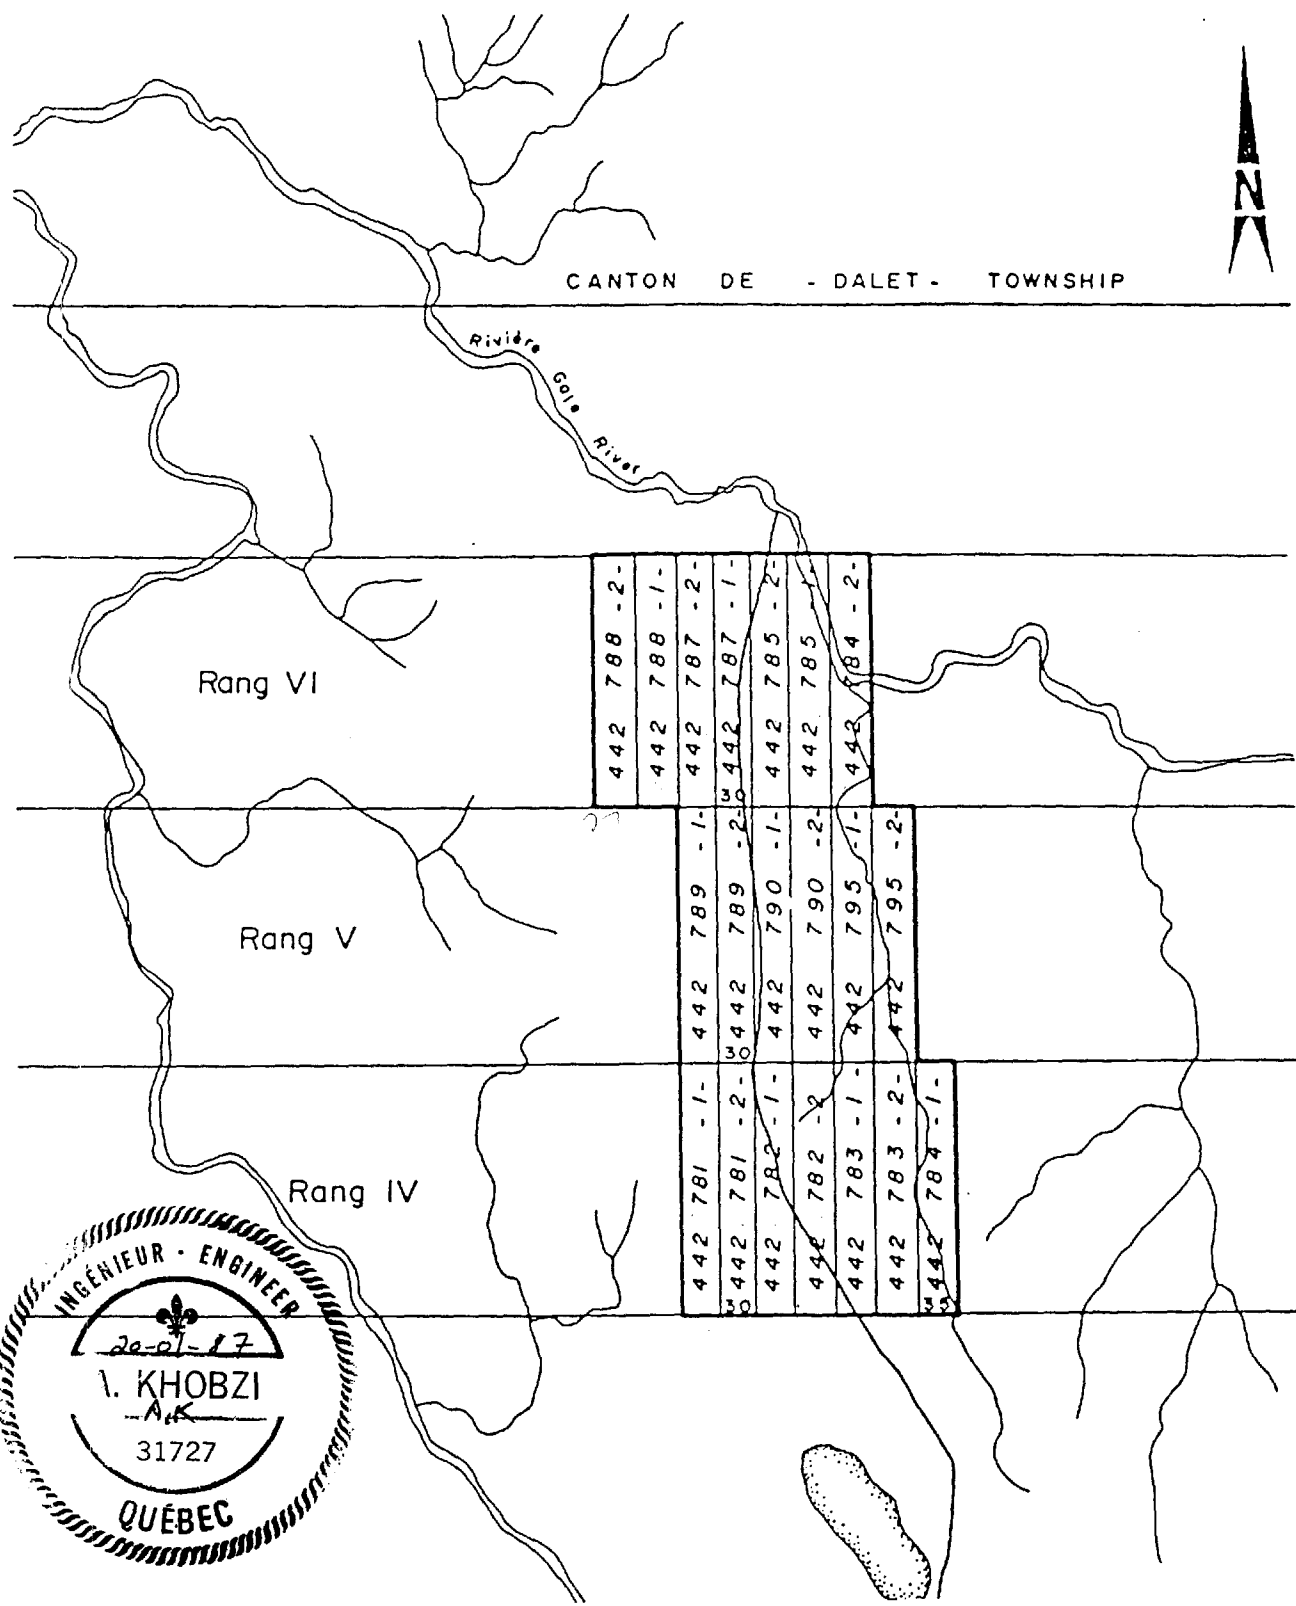 N
CANTON DE - DALET - TOWNSHIP
Rivière Gale River
Rang VI
442 788 -2-
442 788 -1-
442 787 -2-
442 787 -1-
30
442 785 -2-
442 785 -1-
442 784 -2-
Rang V
442 789 -1-
442 789 -2-
30
442 790 -1-
442 790 -2-
442 795 -1-
442 795 -2-
Rang IV
442 781 -1-
442 781 -2-
30
442 782 -1-
442 782 -2-
442 783 -1-
442 783 -2-
442 784 -1-
35
INGÉNIEUR · ENGINEER
20-01-87
KHOBZI
A.K
31727
QUÉBEC